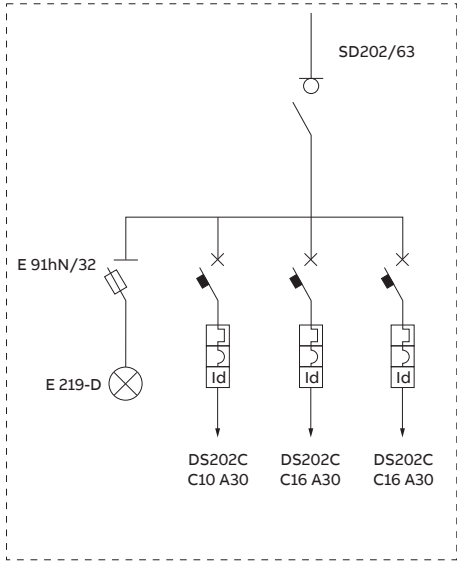 SD202/63
E 91hN/32
E 219-D
Id
Id
Id
DS202C
C10 A30
DS202C
C16 A30
DS202C
C16 A30